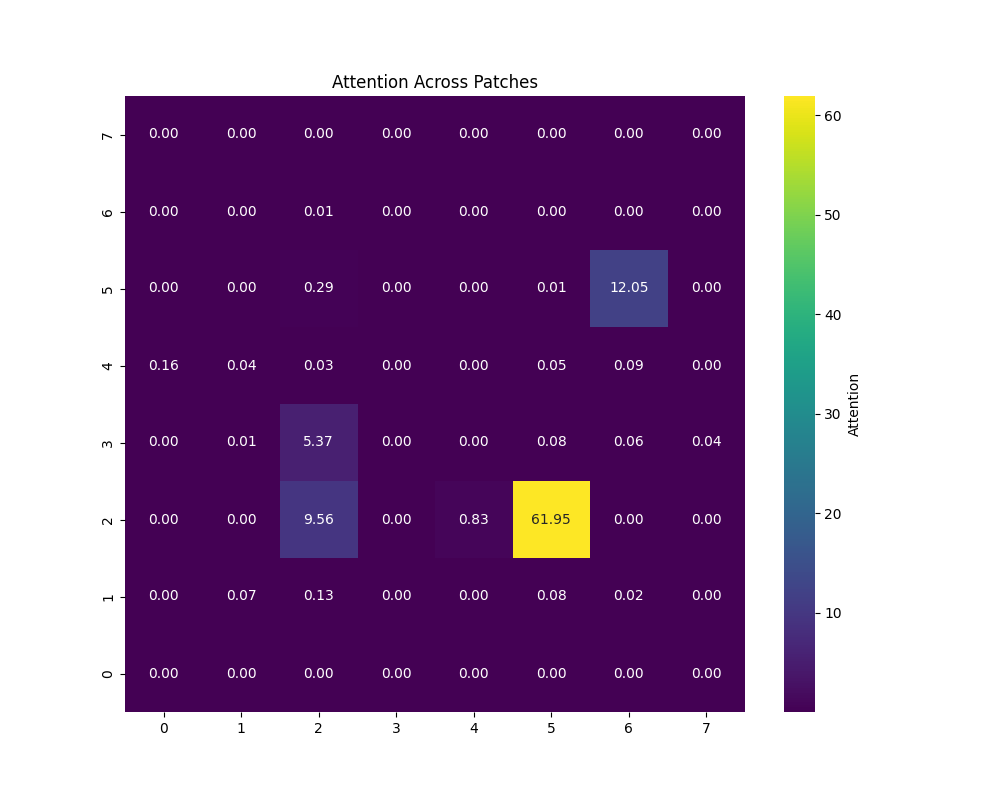 Attention Across Patches
7 0.00 0.00 0.00 0.00 0.00 0.00 0.00 0.00
6 0.00 0.00 0.01 0.00 0.00 0.00 0.00 0.00
5 0.00 0.00 0.29 0.00 0.00 0.01 12.05 0.00
4 0.16 0.04 0.03 0.00 0.00 0.05 0.09 0.00
3 0.00 0.01 5.37 0.00 0.00 0.08 0.06 0.04
2 0.00 0.00 9.56 0.00 0.83 61.95 0.00 0.00
1 0.00 0.07 0.13 0.00 0.00 0.08 0.02 0.00
0 0.00 0.00 0.00 0.00 0.00 0.00 0.00 0.00
0 1 2 3 4 5 6 7
60
50
40
30
20
10
Attention